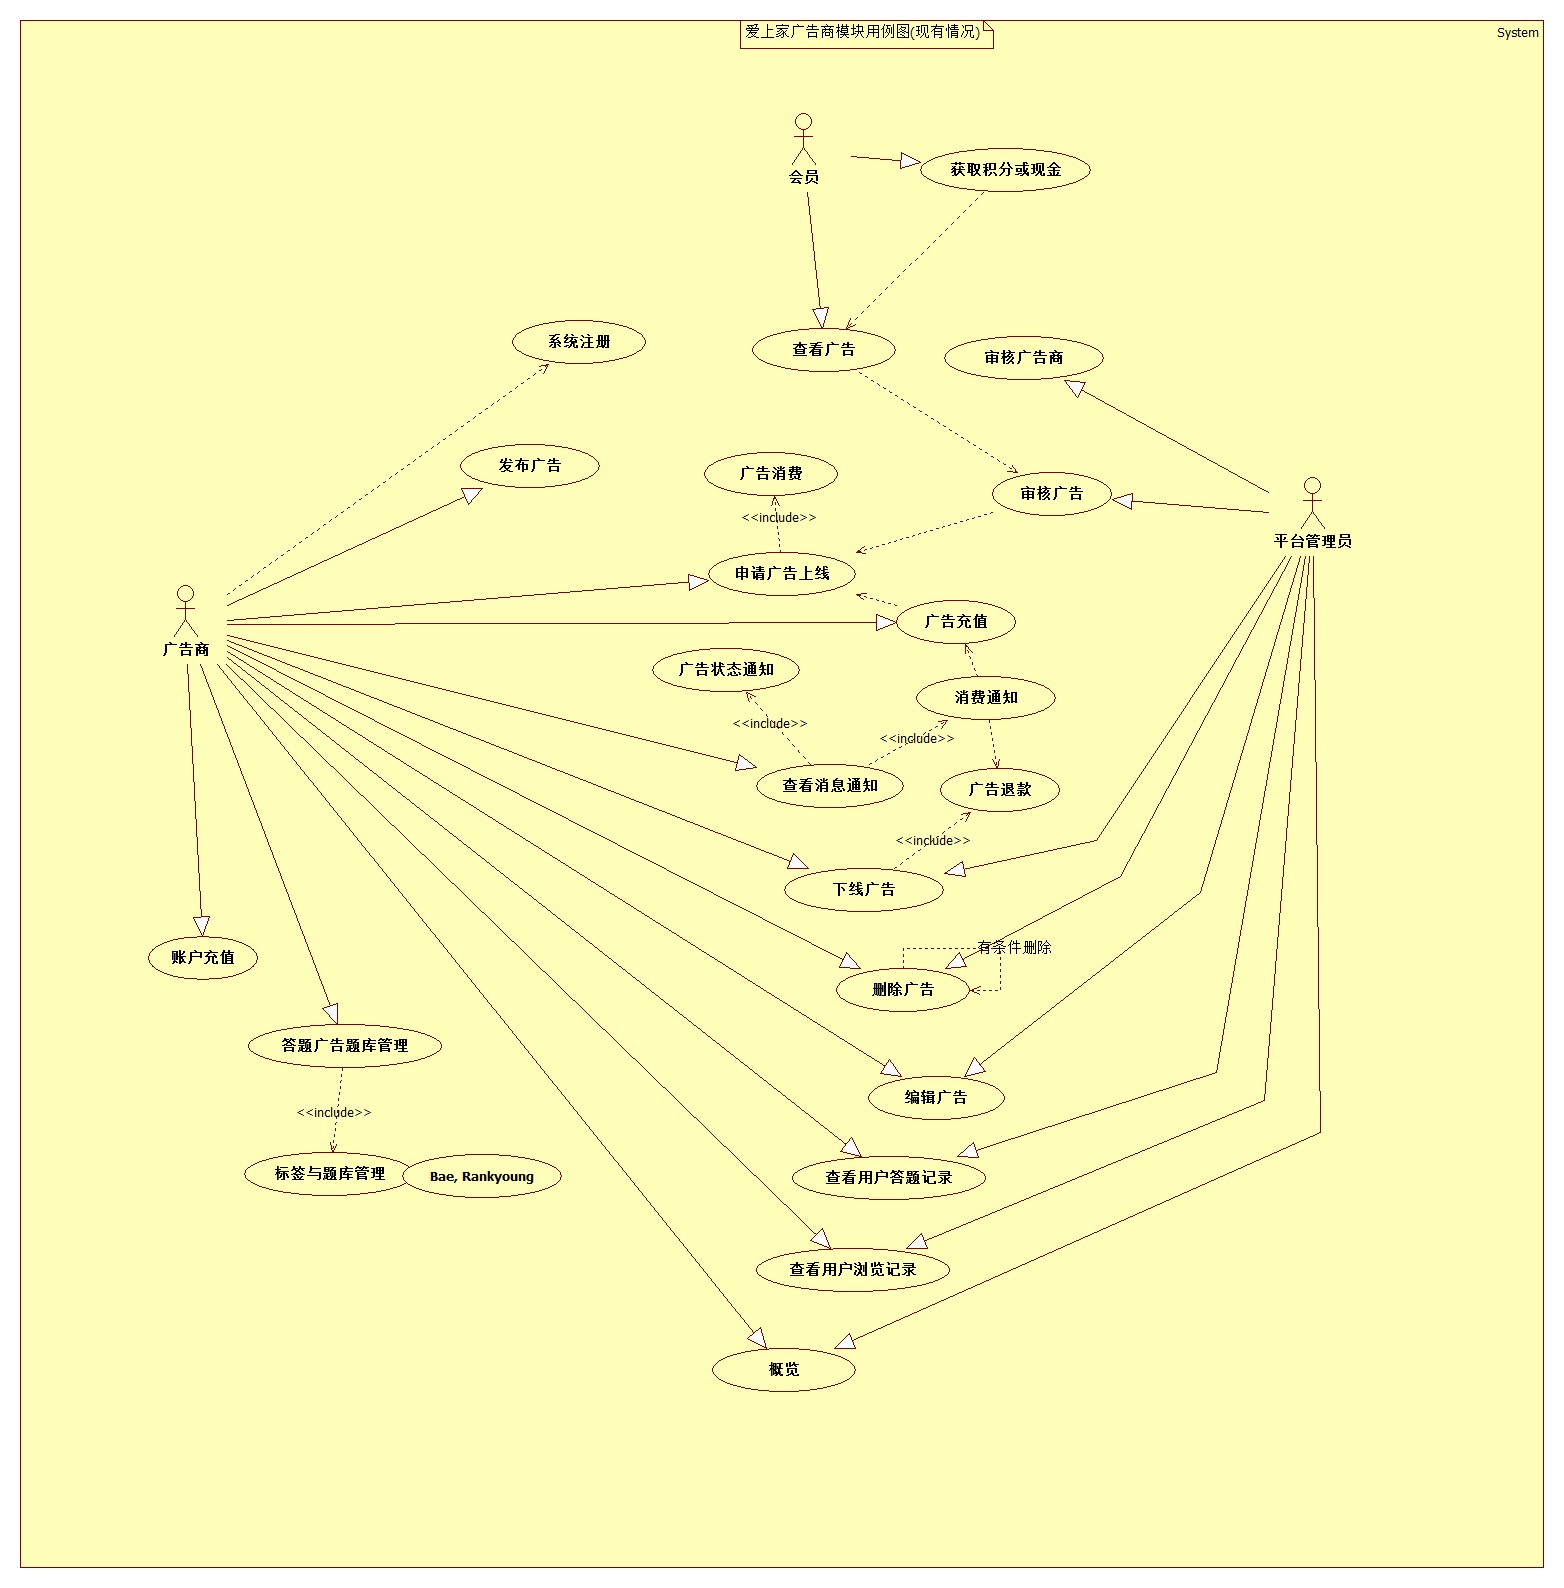 爱上家广告商模块用例图(现有情况)
System
会员
获取积分或现金
系统注册
查看广告
审核广告商
发布广告
广告消费
审核广告
<<include>>
平台管理员
申请广告上线
广告充值
广告商
广告状态通知
消费通知
<<include>>
<<include>>
查看消息通知
广告退款
<<include>>
下线广告
有条件删除
账户充值
删除广告
答题广告题库管理
编辑广告
<<include>>
标签与题库管理
Bae, Rankyoung
查看用户答题记录
查看用户浏览记录
概览